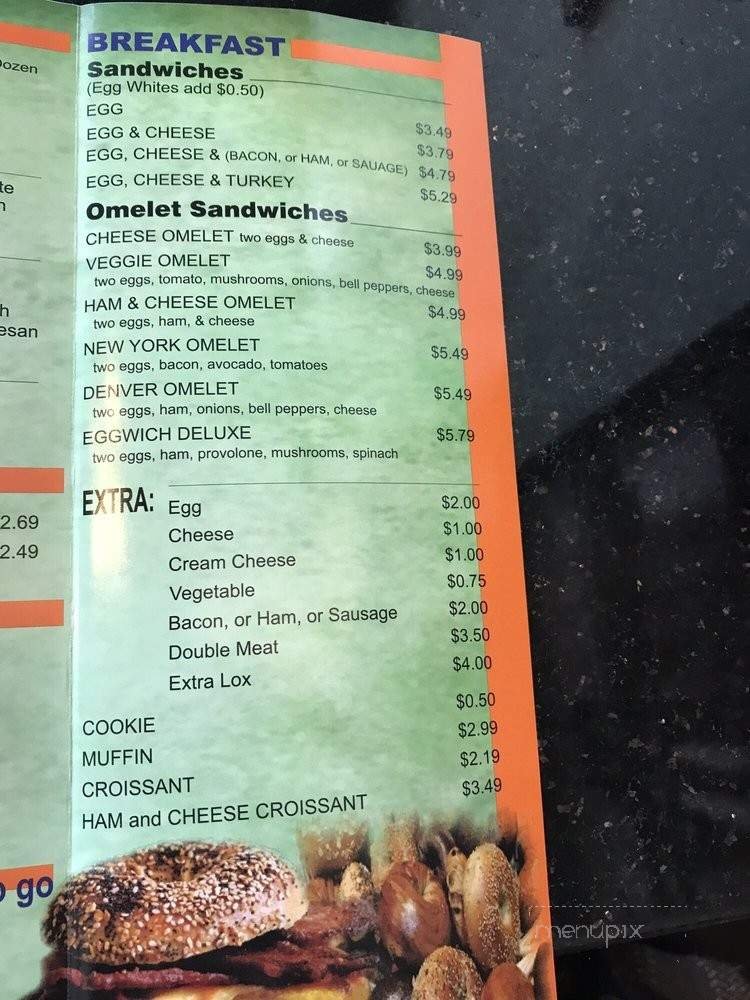 ozen
te
h
esan
2.69
2.49
go
BREAKFAST
Sandwiches
(Egg Whites add $0.50)
EGG $3.49
EGG & CHEESE $3.79
EGG, CHEESE & (BACON, or HAM, or SAUAGE) $4.79
EGG, CHEESE & TURKEY $5.29
Omelet Sandwiches
CHEESE OMELET two eggs & cheese $3.99
VEGGIE OMELET $4.99
two eggs, tomato, mushrooms, onions, bell peppers, cheese
HAM & CHEESE OMELET $4.99
two eggs, ham, & cheese
NEW YORK OMELET $5.49
two eggs, bacon, avocado, tomatoes
DENVER OMELET $5.49
two eggs, ham, onions, bell peppers, cheese
EGGWICH DELUXE $5.79
two eggs, ham, provolone, mushrooms, spinach
EXTRA: Egg $2.00
Cheese $1.00
Cream Cheese $1.00
Vegetable $0.75
Bacon, or Ham, or Sausage $2.00
Double Meat $3.50
Extra Lox $4.00
COOKIE $0.50
MUFFIN $2.99
CROISSANT $2.19
HAM and CHEESE CROISSANT $3.49
menupix